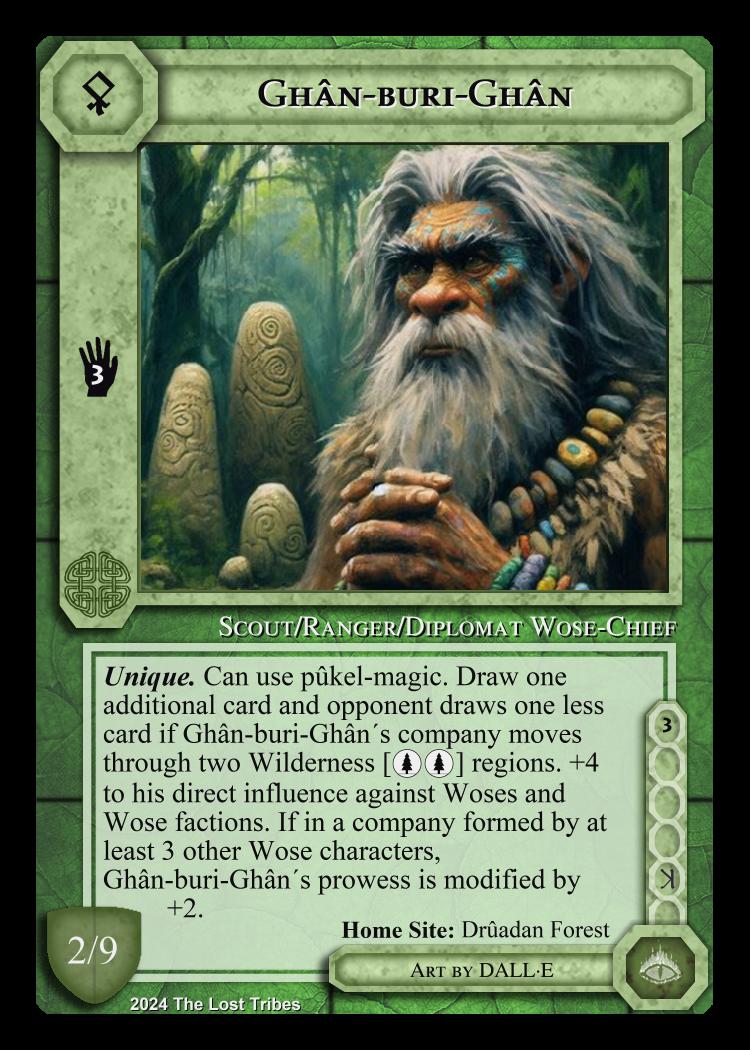 Ghân-buri-Ghân
3
Scout/Ranger/Diplomat Wose-Chief
Unique. Can use pûkel-magic. Draw one
additional card and opponent draws one less
card if Ghân-buri-Ghân´s company moves
through two Wilderness [ ] regions. +4
to his direct influence against Woses and
Wose factions. If in a company formed by at
least 3 other Wose characters,
Ghân-buri-Ghân´s prowess is modified by
+2.
3
Home Site: Drûadan Forest
2/9
Art by DALL·E
2024 The Lost Tribes